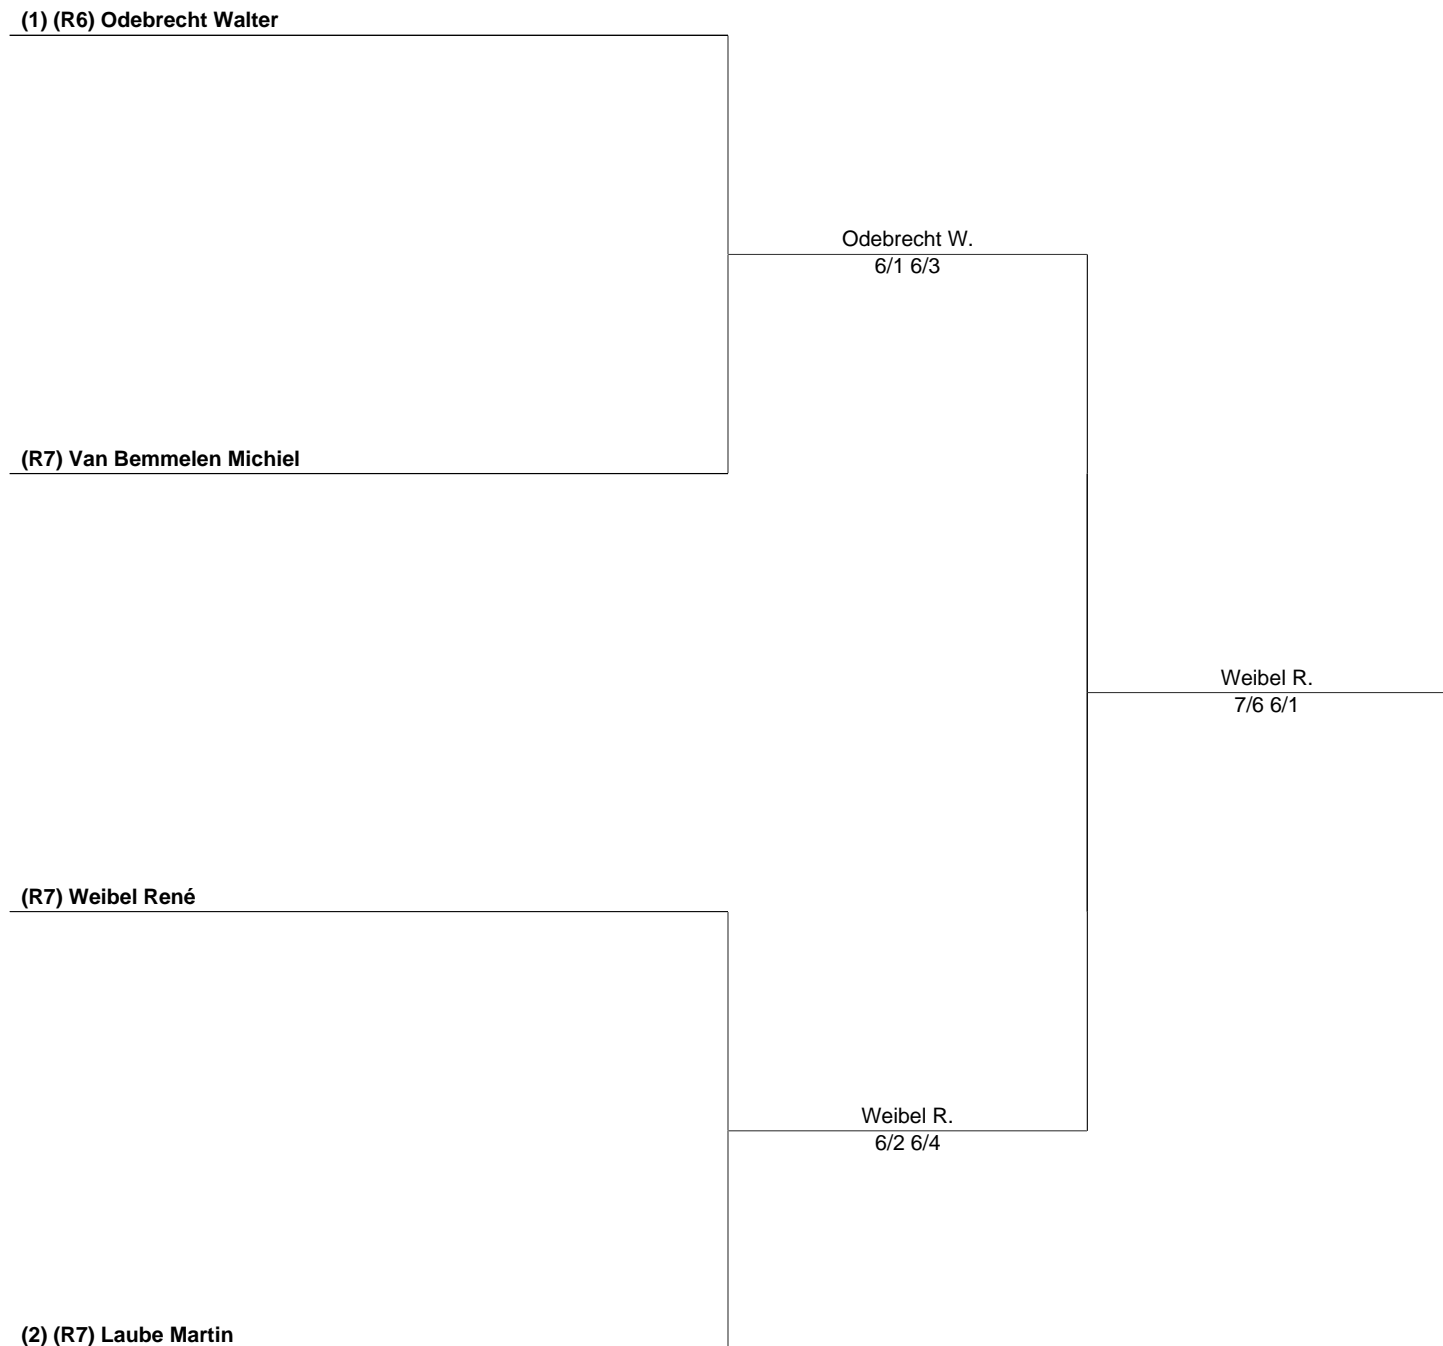 (1) (R6) Odebrecht Walter
Odebrecht W.
6/1 6/3
(R7) Van Bemmelen Michiel
Weibel R.
7/6 6/1
(R7) Weibel René
Weibel R.
6/2 6/4
(2) (R7) Laube Martin